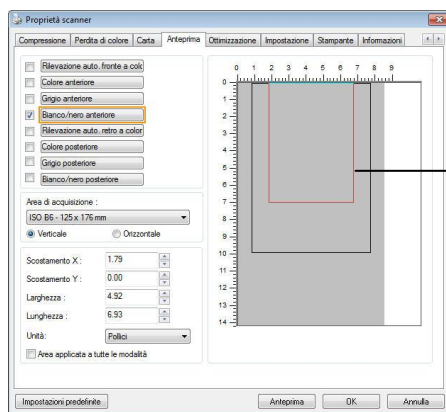 Proprietà scanner
Compressione Perdita di colore Carta Anteprima Ottimizzazione Impostazione Stampante Informazioni
Rilevazione auto. fronte a colo
Colore anteriore
Grigio anteriore
Bianco/nero anteriore
Rilevazione auto. retro a color
Colore posteriore
Grigio posteriore
Bianco/nero posteriore
Area di acquisizione :
ISO B6 - 125 x 176 mm
Verticale Orizzontale
Scostamento X : 1.79
Scostamento Y : 0.00
Larghezza : 4.92
Lunghezza : 6.93
Unità: Pollici
Area applicata a tutte le modalità
0 1 2 3 4 5 6 7 8 9
0
1
2
3
4
5
6
7
8
9
10
11
12
13
14
Impostazioni predefinite Anteprima OK Annulla